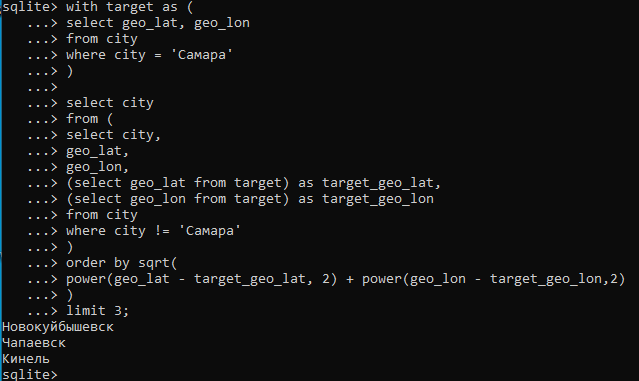 sqlite> with target as (
...> select geo_lat, geo_lon
...> from city
...> where city = 'Самара'
...> )
...>
...> select city
...> from (
...> select city,
...> geo_lat,
...> geo_lon,
...> (select geo_lat from target) as target_geo_lat,
...> (select geo_lon from target) as target_geo_lon
...> from city
...> where city != 'Самара'
...> )
...> order by sqrt(
...> power(geo_lat - target_geo_lat, 2) + power(geo_lon - target_geo_lon,2)
...> )
...> limit 3;
Новокуйбышевск
Чапаевск
Кинель
sqlite>